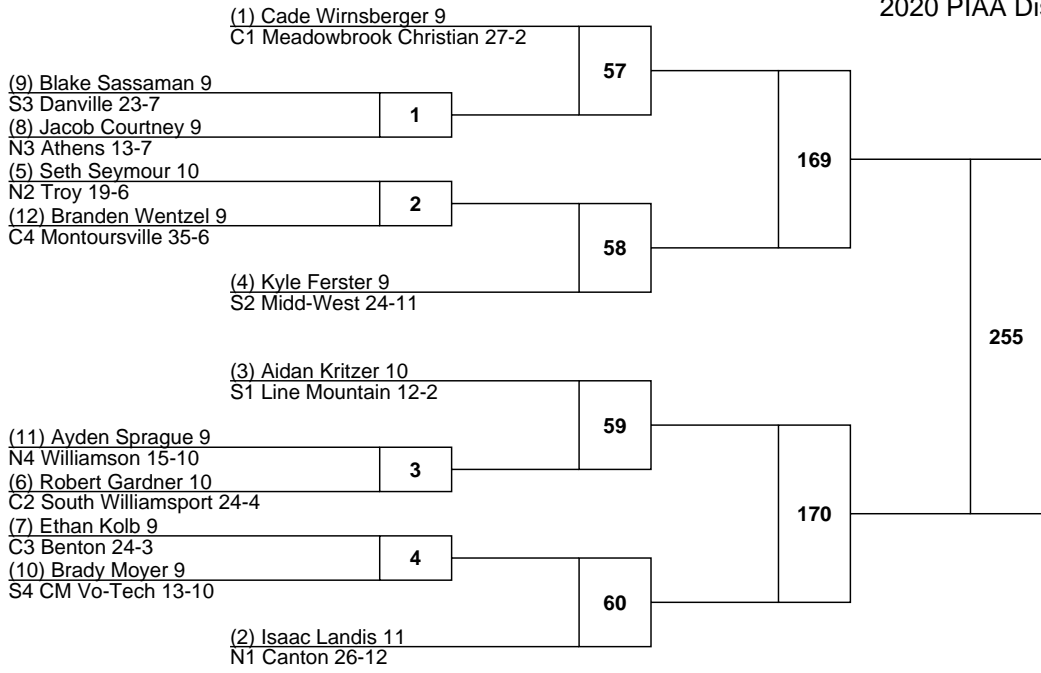 2020 PIAA Dis
(1) Cade Wirnsberger 9
C1 Meadowbrook Christian 27-2
57
(9) Blake Sassaman 9
S3 Danville 23-7
1
(8) Jacob Courtney 9
N3 Athens 13-7
169
(5) Seth Seymour 10
N2 Troy 19-6
2
(12) Branden Wentzel 9
C4 Montoursville 35-6
58
(4) Kyle Ferster 9
S2 Midd-West 24-11
255
(3) Aidan Kritzer 10
S1 Line Mountain 12-2
59
(11) Ayden Sprague 9
N4 Williamson 15-10
3
(6) Robert Gardner 10
C2 South Williamsport 24-4
170
(7) Ethan Kolb 9
C3 Benton 24-3
4
(10) Brady Moyer 9
S4 CM Vo-Tech 13-10
60
(2) Isaac Landis 11
N1 Canton 26-12